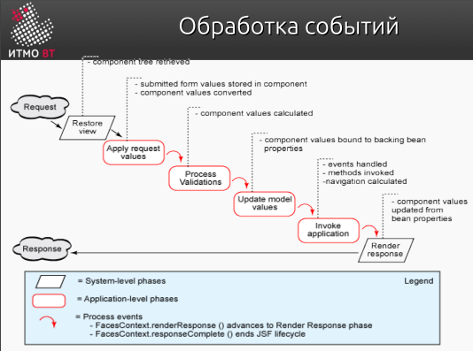 Обработка событий
ИТМО ВТ
- component tree retrieved
- submitted form values stored in component
- component values converted
Request
Restore
view
- component values calculated
Apply request
values
- component values bound to backing bean
properties
Process
Validations
- events handled
- methods invoked
-navigation calculated
Update model
values
- component values
updated from
bean properties
Invoke
application
Response
Render
response
= System-level phases
Legend
= Application-level phases
= Process events
- FacesContext.renderResponse () advances to Render Response phase
- FacesContext.responseComplete () ends JSF lifecycle